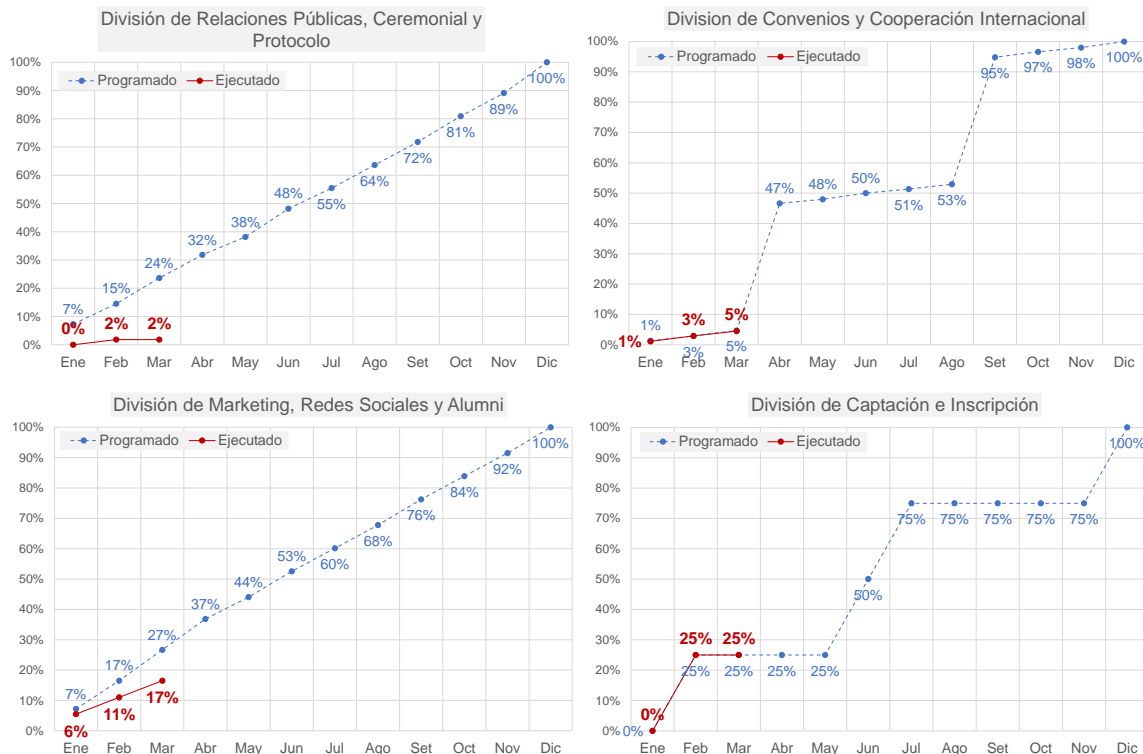 División de Relaciones Públicas, Ceremonial y
Protocolo
Programado Ejecutado
100%
90%
80%
70%
60%
50%
40%
30%
20%
10%
0%
7% 15% 24% 32% 38% 48% 55% 64% 72% 81% 89% 100%
0% 2% 2%
Ene Feb Mar Abr May Jun Jul Ago Set Oct Nov Dic
Division de Convenios y Cooperación Internacional
Programado Ejecutado
100%
90%
80%
70%
60%
50%
40%
30%
20%
10%
0%
1% 3% 5% 47% 48% 50% 51% 53% 95% 97% 98% 100%
1% 3% 5%
Ene Feb Mar Abr May Jun Jul Ago Set Oct Nov Dic
División de Marketing, Redes Sociales y Alumni
Programado Ejecutado
100%
90%
80%
70%
60%
50%
40%
30%
20%
10%
0%
7% 17% 27% 37% 44% 53% 60% 68% 76% 84% 92% 100%
6% 11% 17%
Ene Feb Mar Abr May Jun Jul Ago Set Oct Nov Dic
División de Captación e Inscripción
Programado Ejecutado
100%
90%
80%
70%
60%
50%
40%
30%
20%
10%
0%
0% 25% 25% 25% 25% 50% 75% 75% 75% 75% 75% 100%
0% 25% 25%
Ene Feb Mar Abr May Jun Jul Ago Set Oct Nov Dic